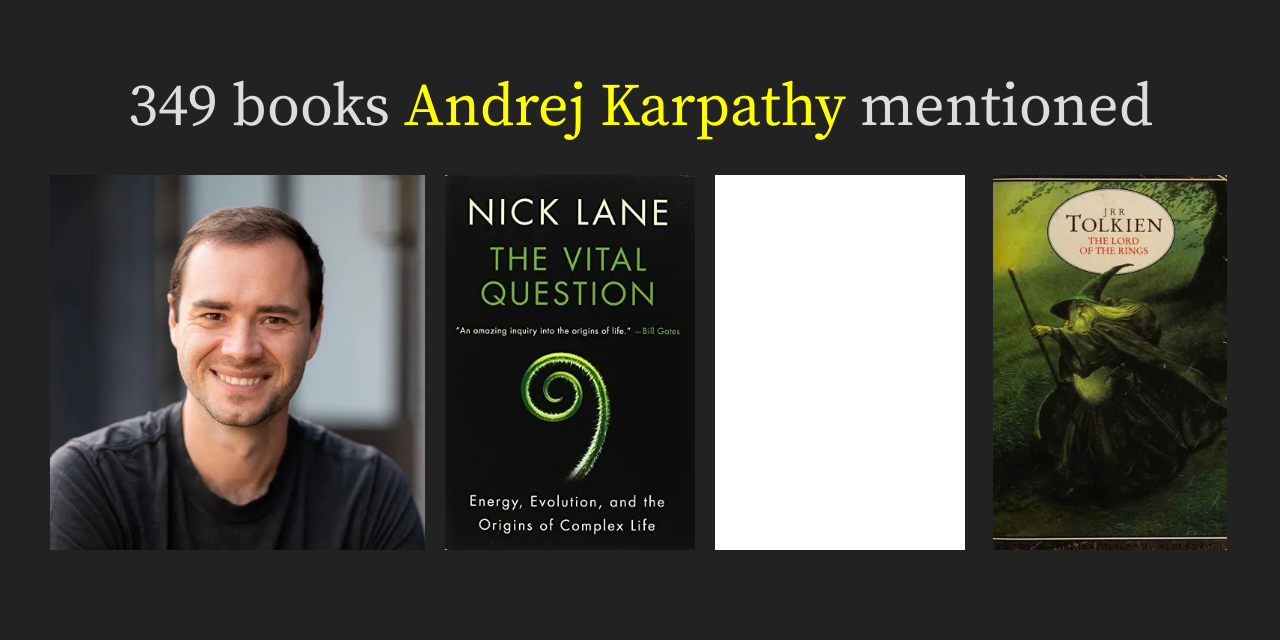 349 books Andrej Karpathy mentioned
NICK LANE
THE VITAL
QUESTION
"An amazing inquiry into the origins of life." —Bill Gates
Energy, Evolution, and the
Origins of Complex Life
JRR
TOLKIEN
THE LORD
OF THE RINGS